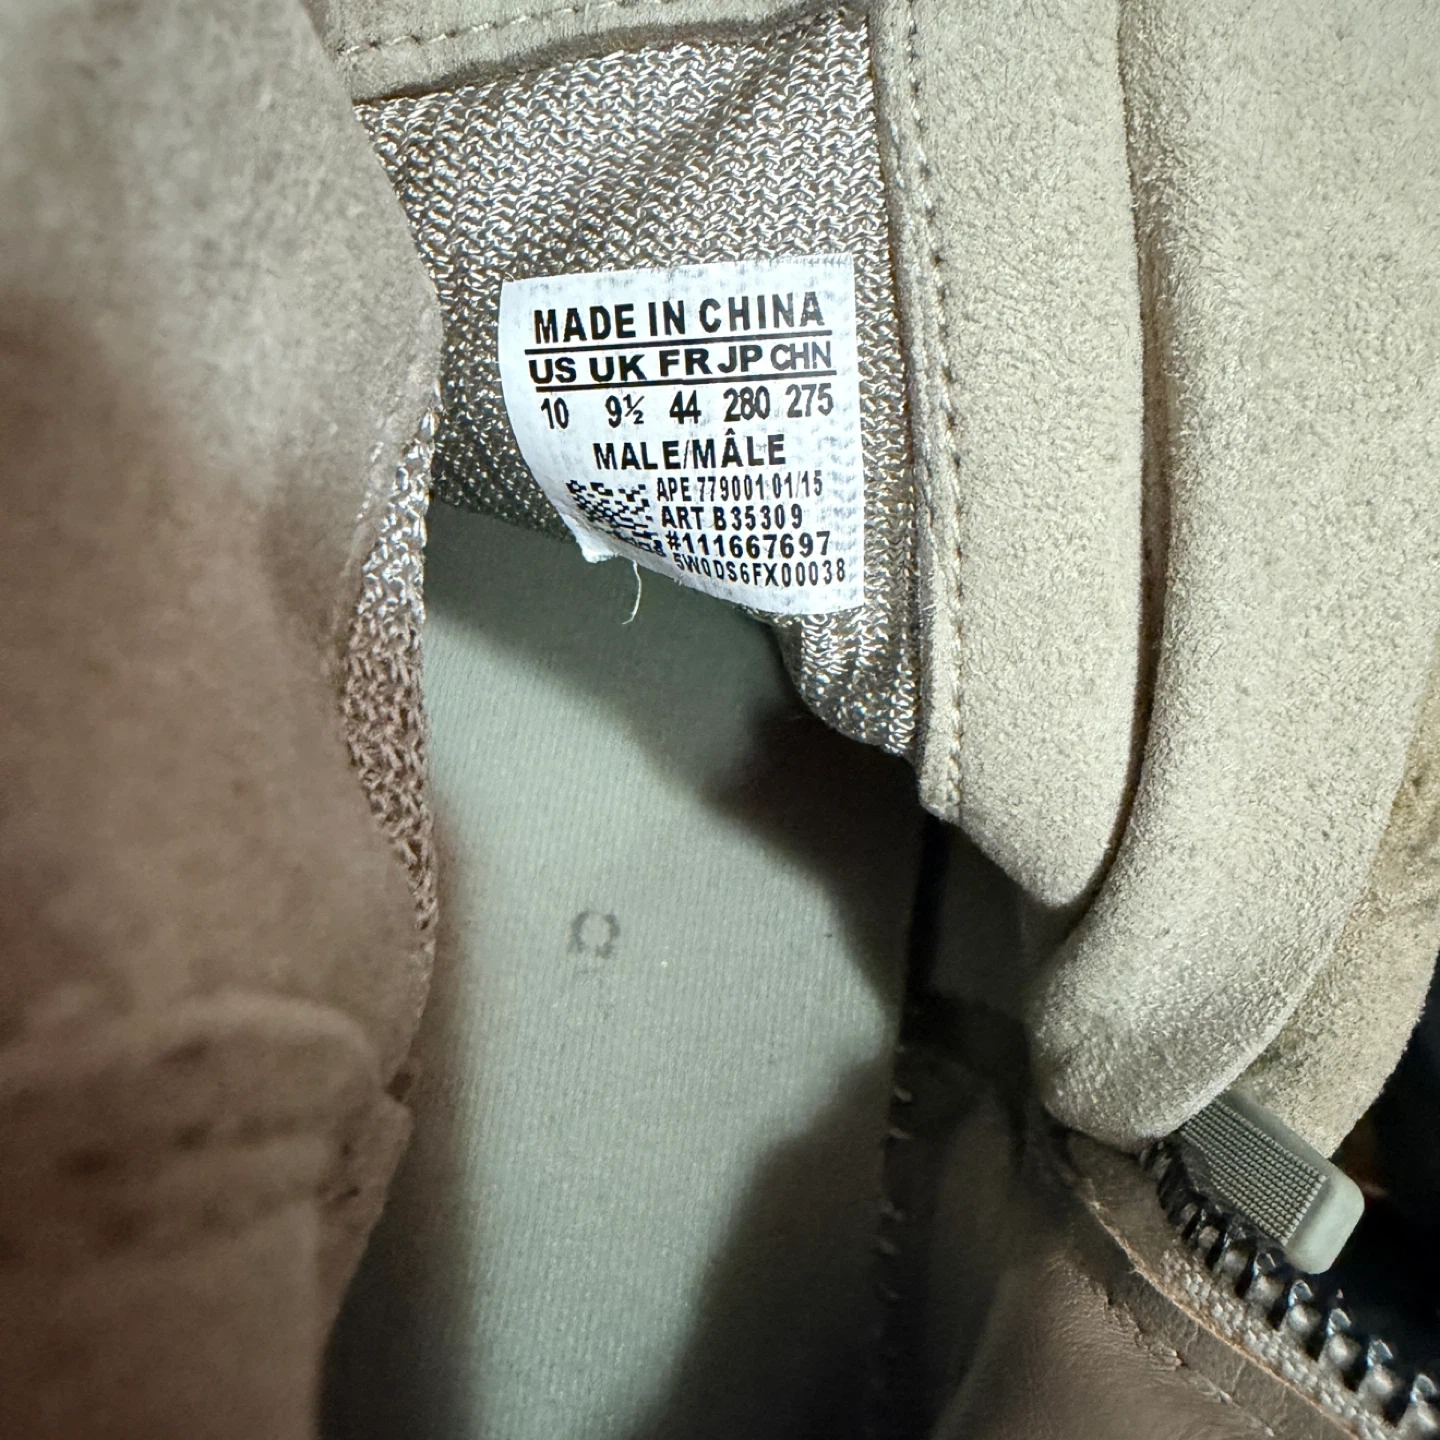 MADE IN CHINA
US UK FR JP CHN
10 9½ 44 280 275
MALE/MÂLE
APE 779001 01/15
ART B35309
#111667697
5W0DS6FX00038